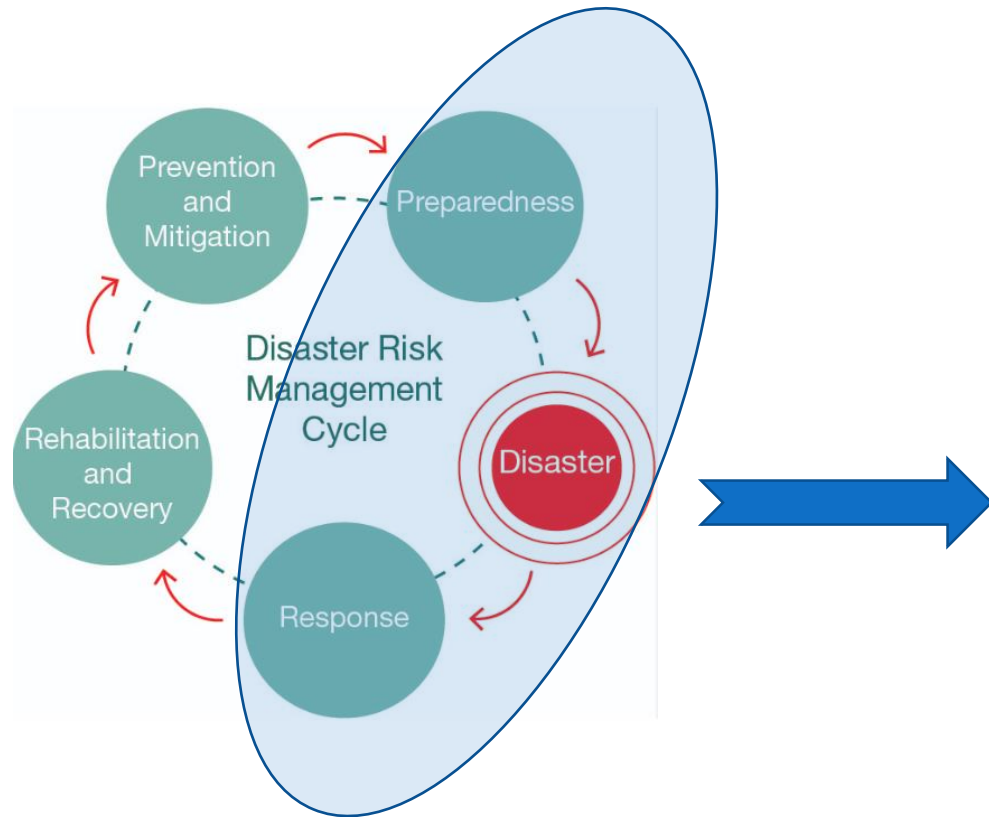 Prevention
and
Mitigation
Preparedness
Disaster Risk
Management
Cycle
Disaster
Rehabilitation
and
Recovery
Response